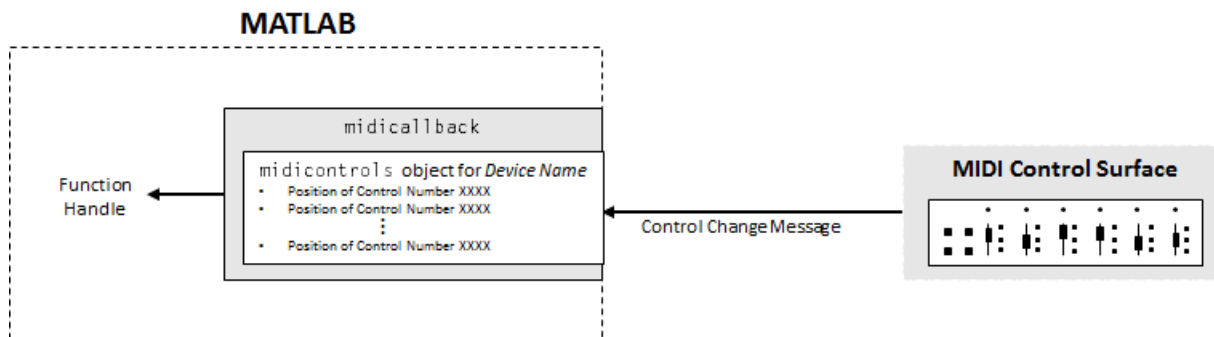 MATLAB
midicallback
midicontrols object for Device Name
▪ Position of Control Number XXXX
▪ Position of Control Number XXXX
⋮
▪ Position of Control Number XXXX
Function
Handle
Control Change Message
MIDI Control Surface